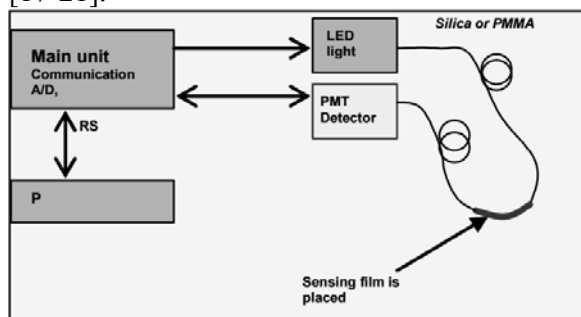 Silica or PMMA
Main unit
Communication
A/D,
LED
light
PMT
Detector
RS
P
Sensing film is
placed